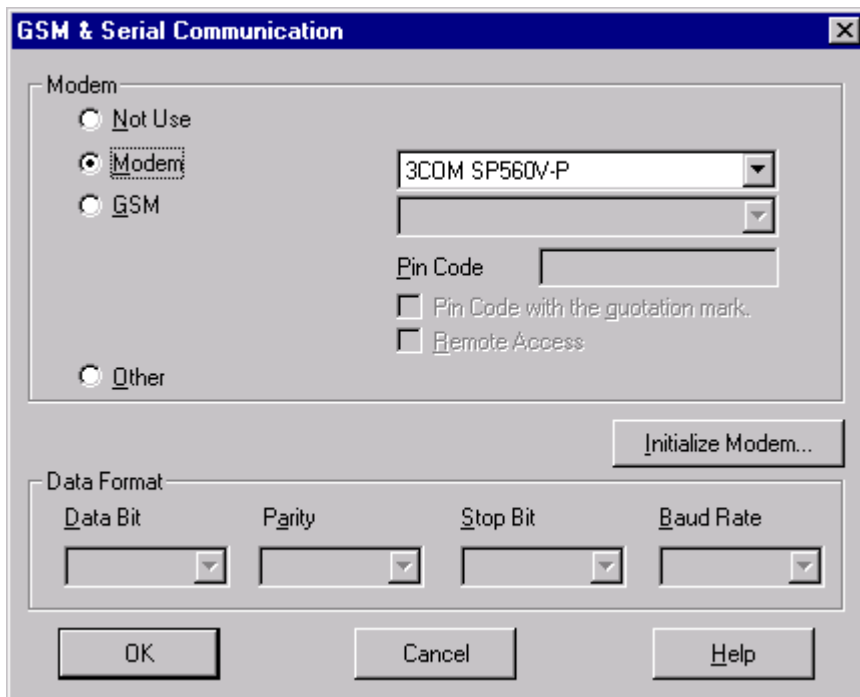 GSM & Serial Communication
Modem
Not Use
Modem
3COM SP560V-P
GSM
Pin Code
Pin Code with the guotation mark.
Remote Access
Other
Initialize Modem...
Data Format
Data Bit
Parity
Stop Bit
Baud Rate
OK
Cancel
Help